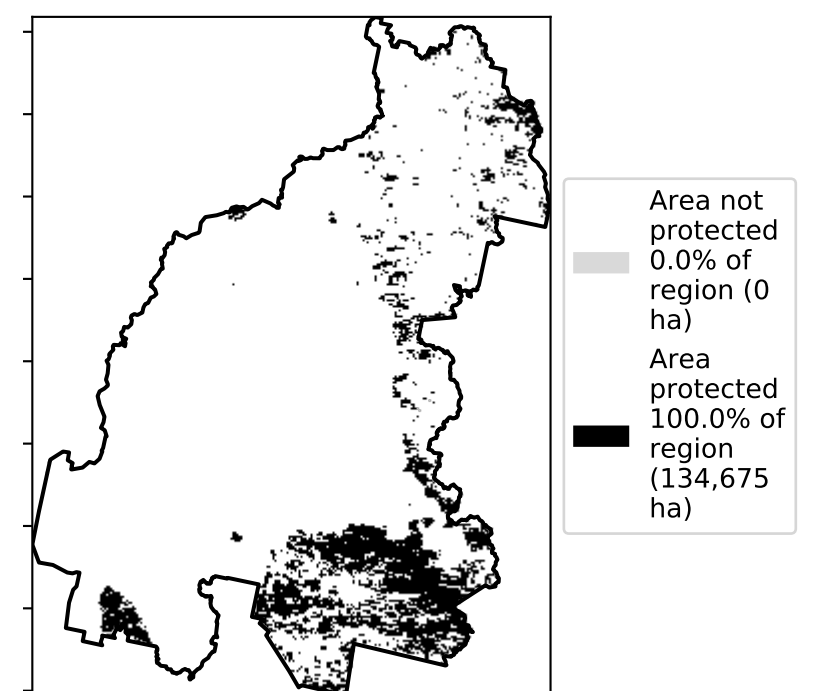 Area not
protected
0.0% of
region (0
ha)
Area
protected
100.0% of
region
(134,675
ha)